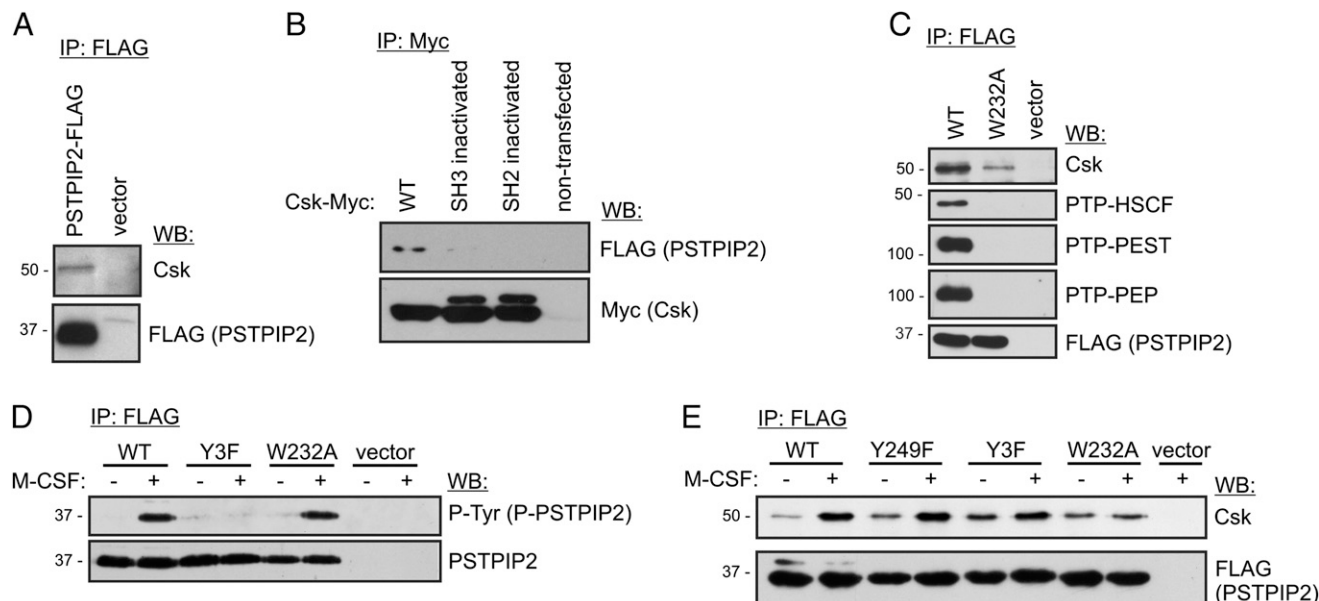 A
IP: FLAG
PSTPIP2-FLAG
vector
WB:
50 -
Csk
37 -
FLAG (PSTPIP2)
B
IP: Myc
Csk-Myc:
WT
SH3 inactivated
SH2 inactivated
non-transfected
WB:
FLAG (PSTPIP2)
Myc (Csk)
C
IP: FLAG
WT
W232A
vector
WB:
50 -
Csk
50 -
PTP-HSCF
100 -
PTP-PEST
100 -
PTP-PEP
37 -
FLAG (PSTPIP2)
D
IP: FLAG
WT Y3F W232A vector
M-CSF: - + - + - + - +
WB:
37 -
P-Tyr (P-PSTPIP2)
37 -
PSTPIP2
E
IP: FLAG
WT Y249F Y3F W232A vector
M-CSF: - + - + - + - + +
WB:
50 -
Csk
37 -
FLAG
(PSTPIP2)